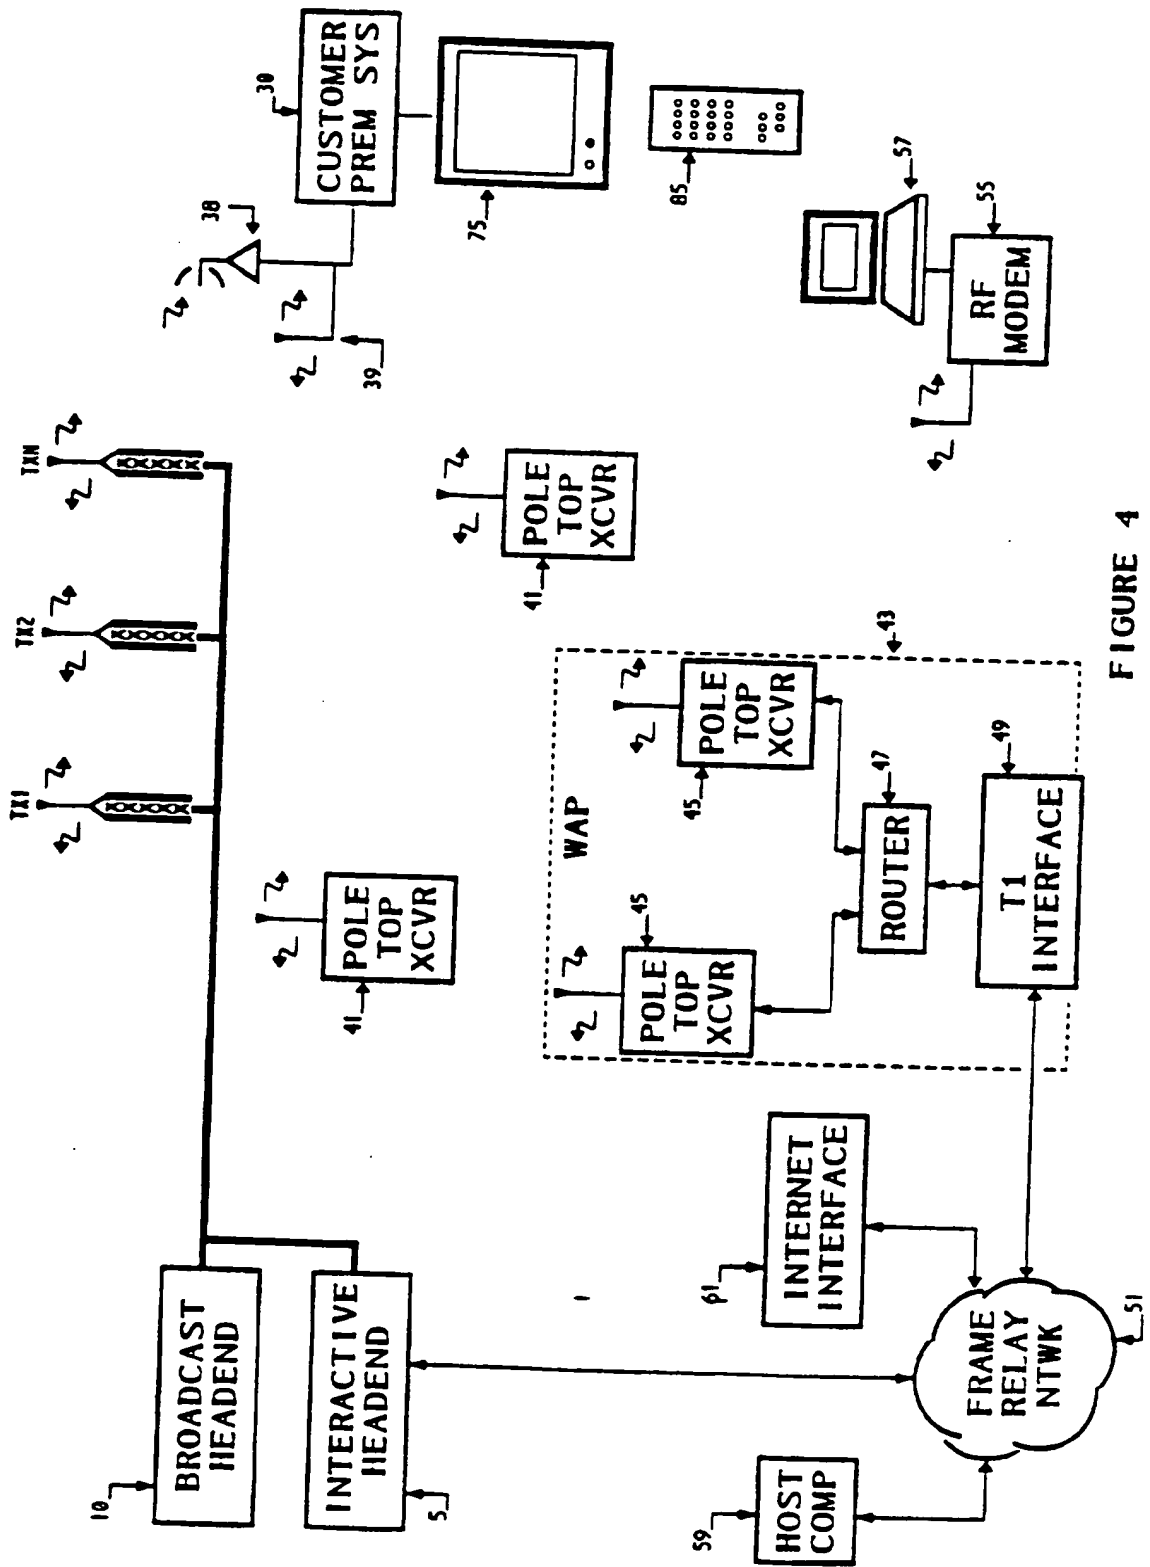 TX1
TX2
TXN
10
BROADCAST
HEADEND
INTERACTIVE
HEADEND
5
38
39
30
CUSTOMER
PREM SYS
75
85
41
POLE
TOP
XCVR
41
POLE
TOP
XCVR
WAP
43
45
POLE
TOP
XCVR
45
POLE
TOP
XCVR
ROUTER
47
T1
INTERFACE
49
57
RF
MODEM
55
61
INTERNET
INTERFACE
59
HOST
COMP
FRAME
RELAY
NTWK
51
FIGURE 4